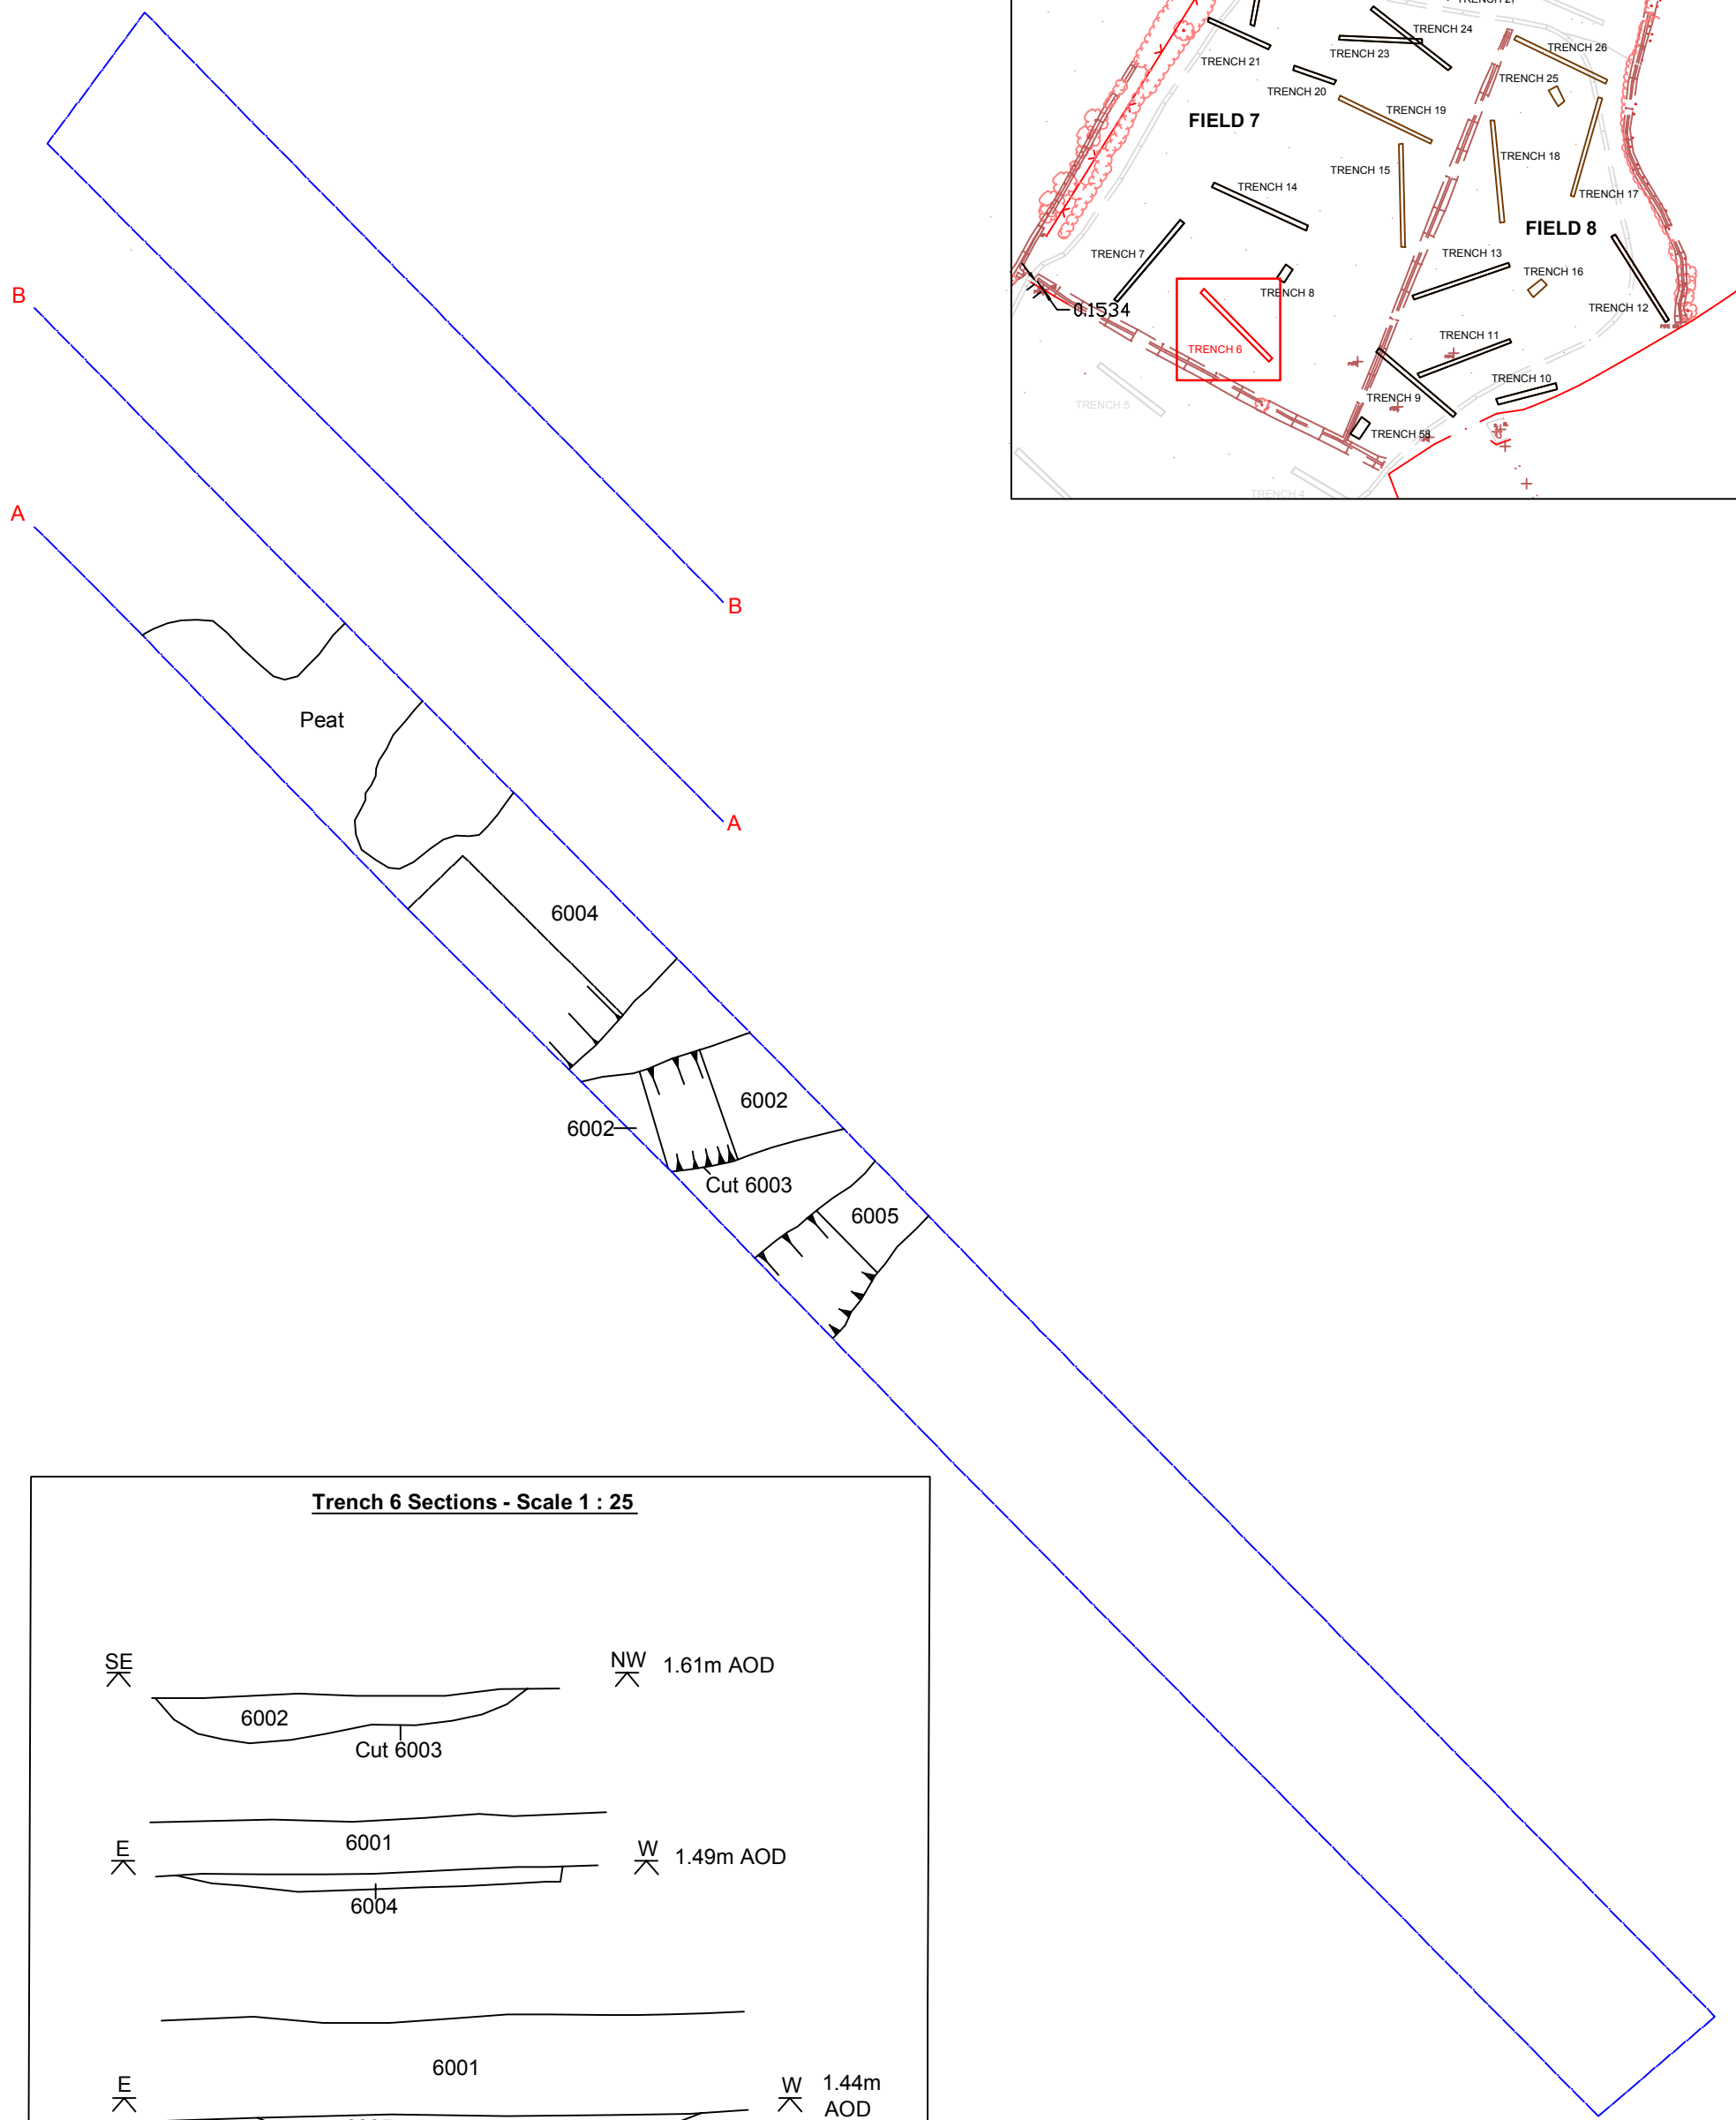 TRENCH 24
TRENCH 23
TRENCH 26
TRENCH 21
TRENCH 25
TRENCH 20
TRENCH 19
FIELD 7
TRENCH 18
TRENCH 15
TRENCH 14
TRENCH 17
FIELD 8
TRENCH 7
TRENCH 13
TRENCH 16
TRENCH 8
0.1534
TRENCH 12
TRENCH 11
TRENCH 6
TRENCH 10
TRENCH 9
TRENCH 5
TRENCH 58
TRENCH 4
B
A
B
Peat
A
6004
6002
6002
Cut 6003
6005
Trench 6 Sections - Scale 1 : 25
SE
NW 1.61m AOD
6002
Cut 6003
6001
E
W 1.49m AOD
6004
6001
E
W 1.44m
AOD